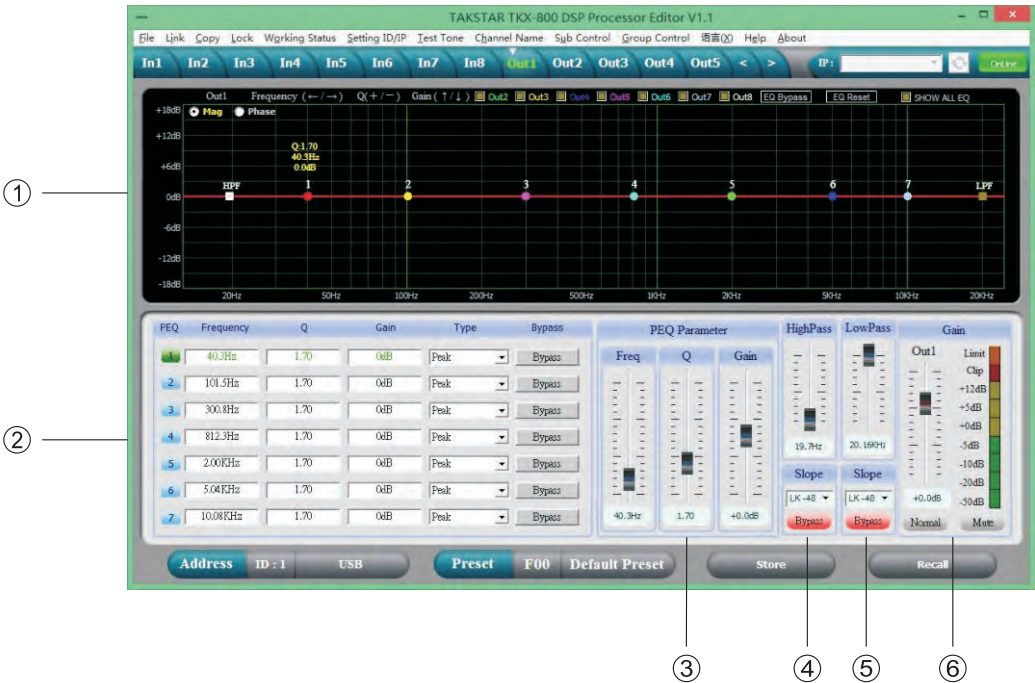 TAKSTAR TKX-800 DSP Processor Editor V1.1
File Link Copy Lock Working Status Setting ID/IP Test Tone Channel Name Sub Control Group Control 语言(X) Help About
In1 In2 In3 In4 In5 In6 In7 In8 Out1 Out2 Out3 Out4 Out5 < > IP: OnLine
Out1 Frequency (←/→) Q(+/−) Gain(↑/↓) Out2 Out3 Out4 Out5 Out6 Out7 Out8 EQ Bypass EQ Reset SHOW ALL EQ
+18dB Mag Phase
+12dB
Q:1.70
40.3Hz
0.0dB
+6dB
HPF 1 2 3 4 5 6 7 LPF
0dB
-6dB
-12dB
-18dB
20Hz 50Hz 100Hz 200Hz 500Hz 1KHz 2KHz 5KHz 10KHz 20KHz
PEQ Frequency Q Gain Type Bypass
1 40.3Hz 1.70 0dB Peak Bypass
2 101.5Hz 1.70 0dB Peak Bypass
3 300.8Hz 1.70 0dB Peak Bypass
4 812.3Hz 1.70 0dB Peak Bypass
5 2.00KHz 1.70 0dB Peak Bypass
6 5.04KHz 1.70 0dB Peak Bypass
7 10.08KHz 1.70 0dB Peak Bypass
PEQ Parameter
Freq Q Gain
40.3Hz 1.70 +0.0dB
HighPass
19.7Hz
Slope
LK-48
Bypass
LowPass
20.16KHz
Slope
LK-48
Bypass
Gain
Out1
Limit
Clip
+12dB
+5dB
+0dB
-5dB
-10dB
-20dB
-50dB
+0.0dB
Normal Mute
Address ID : 1 USB Preset F00 Default Preset Store Recall
①
②
③ ④ ⑤ ⑥